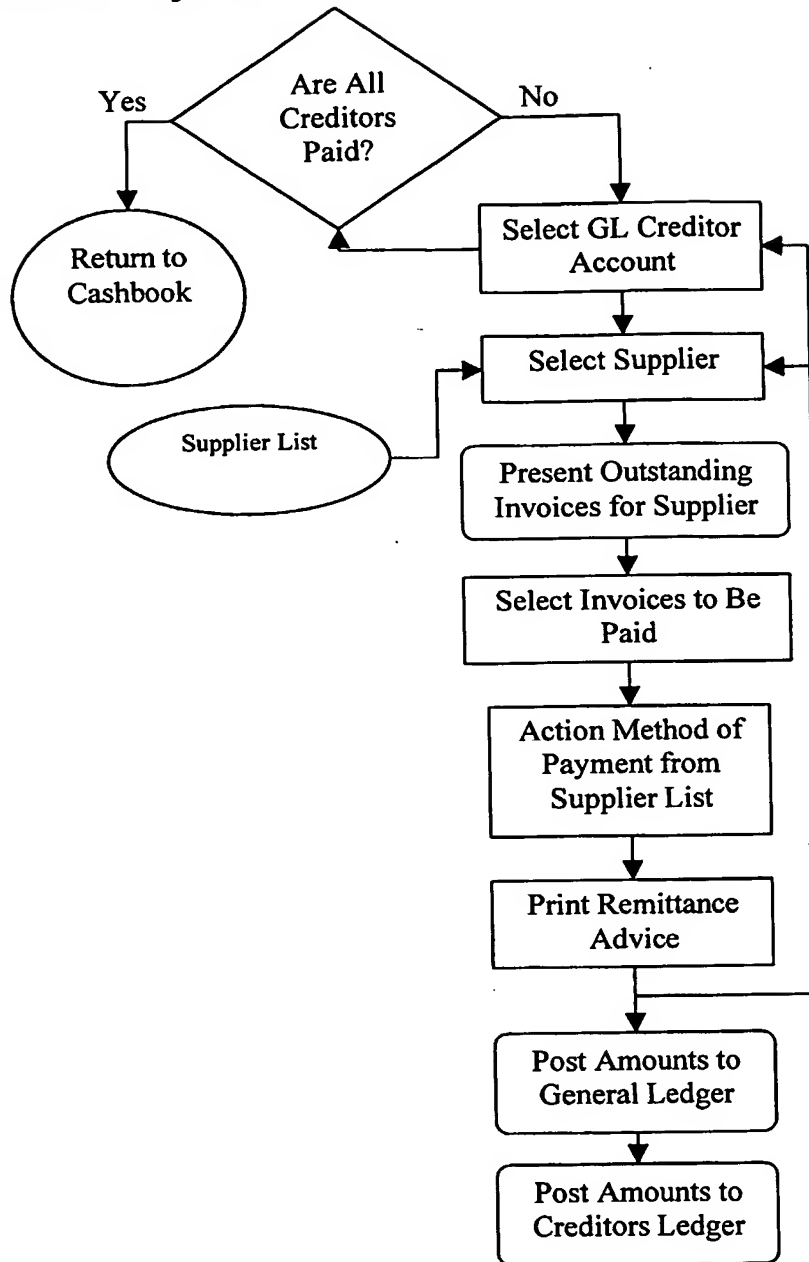 Are All
Creditors
Paid?
Yes
No
Select GL Creditor
Account
Return to
Cashbook
Select Supplier
Supplier List
Present Outstanding
Invoices for Supplier
Select Invoices to Be
Paid
Action Method of
Payment from
Supplier List
Print Remittance
Advice
Post Amounts to
General Ledger
Post Amounts to
Creditors Ledger